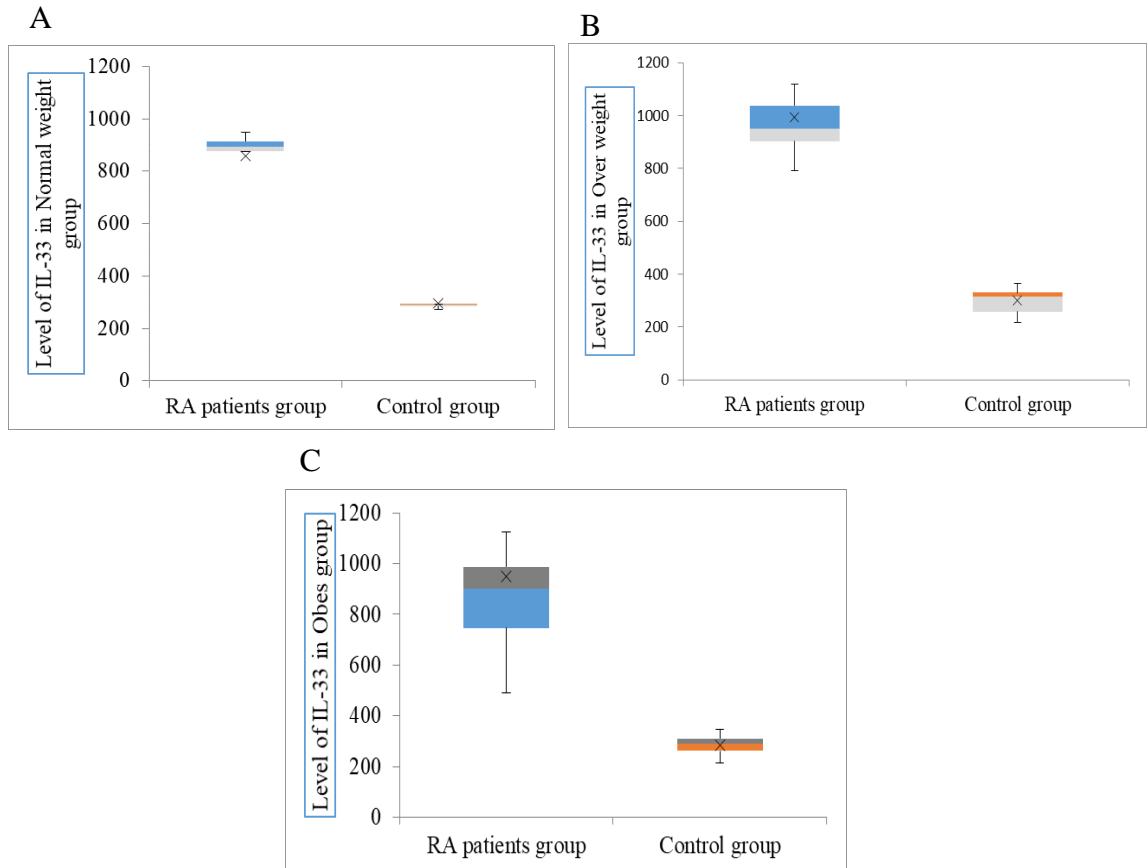 A
Level of IL-33 in Normal weight
group
1200
1000
800
600
400
200
0
RA patients group
Control group
B
Level of IL-33 in Over weight
group
1200
1000
800
600
400
200
0
RA patients group
Control group
C
Level of IL-33 in Obes group
1200
1000
800
600
400
200
0
RA patients group
Control group